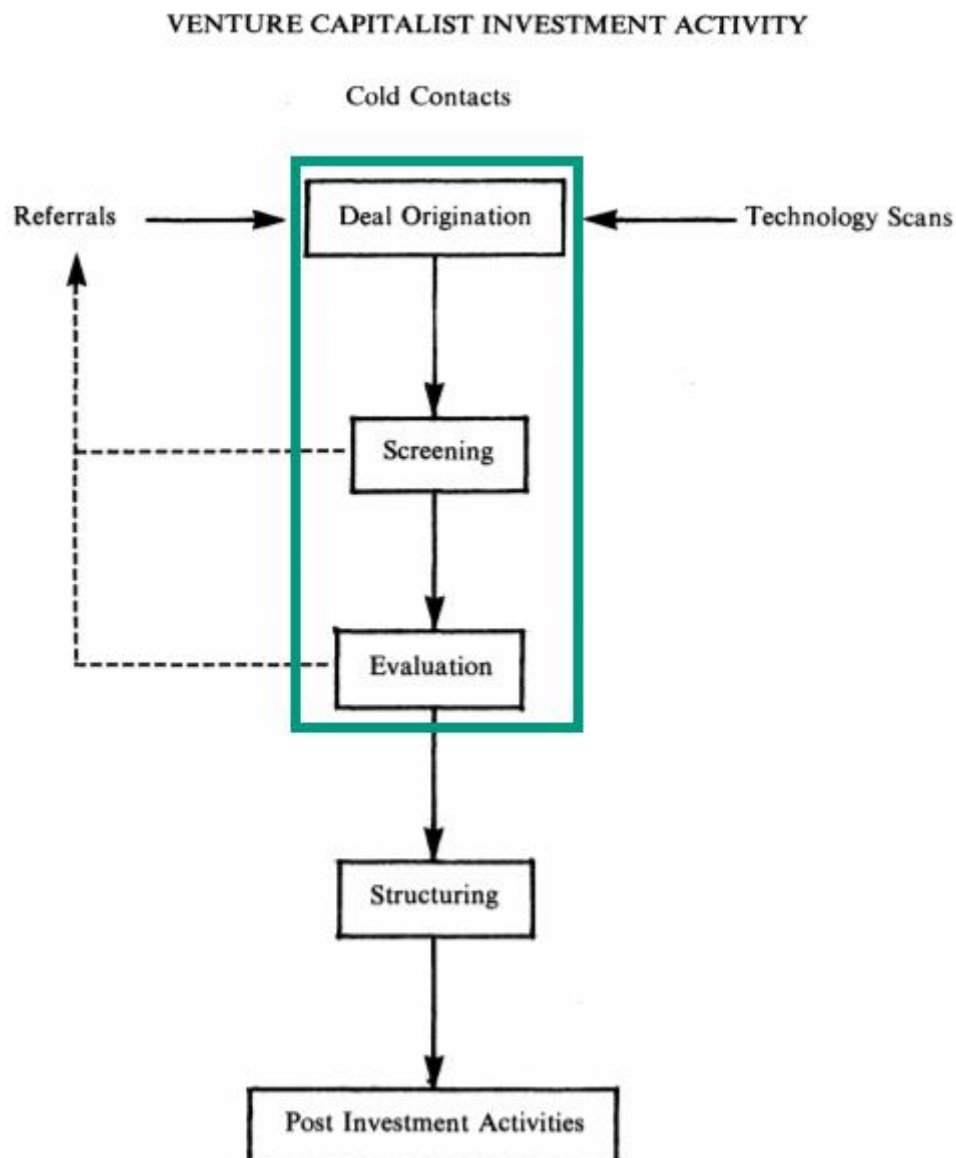 VENTURE CAPITALIST INVESTMENT ACTIVITY
Cold Contacts
Referrals
Deal Origination
Technology Scans
Screening
Evaluation
Structuring
Post Investment Activities